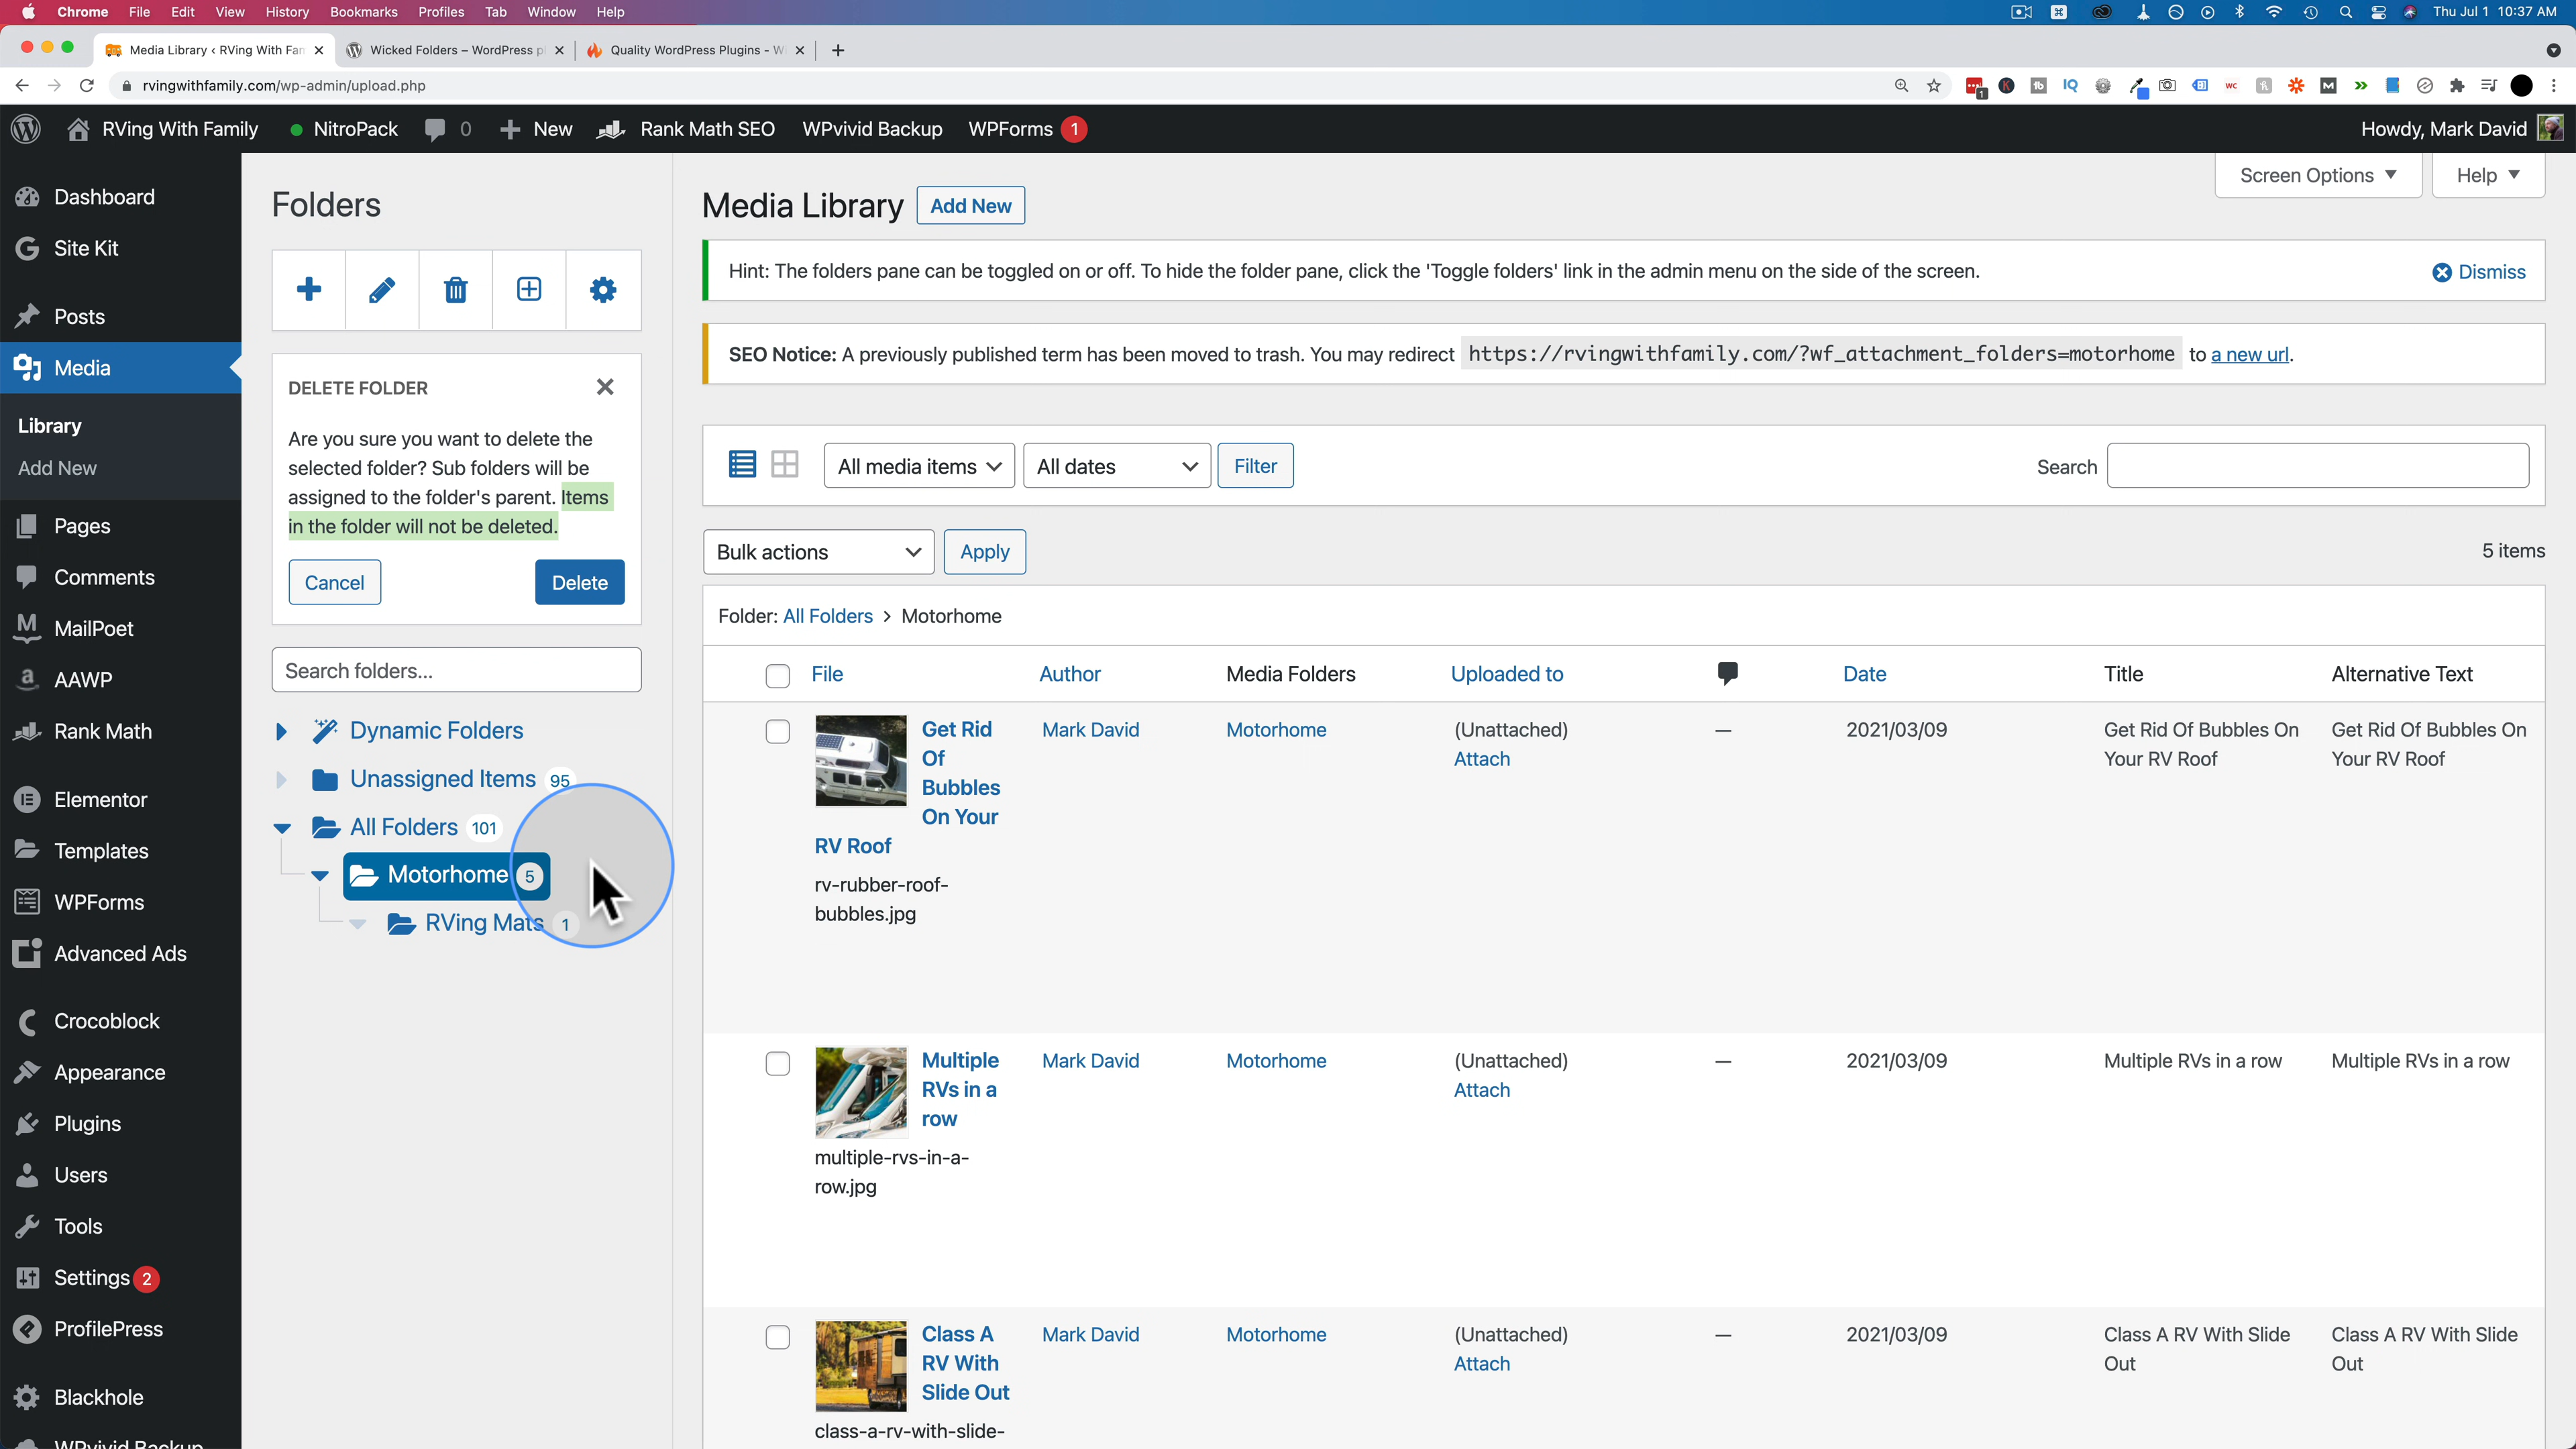 Chrome File Edit View History Bookmarks Profiles Tab Window Help
Thu Jul 1 10:37 AM
Media Library ‹ RVing With Fam
Wicked Folders – WordPress p
Quality WordPress Plugins - W
rvingwithfamily.com/wp-admin/upload.php
RVing With Family NitroPack 0 New Rank Math SEO WPvivid Backup WPForms 1
Howdy, Mark David
Dashboard
Site Kit
Posts
Media
Library
Add New
Pages
Comments
MailPoet
AAWP
Rank Math
Elementor
Templates
WPForms
Advanced Ads
Crocoblock
Appearance
Plugins
Users
Tools
Settings 2
ProfilePress
Blackhole
WPvivid Backup
Folders
DELETE FOLDER
Are you sure you want to delete the
selected folder? Sub folders will be
assigned to the folder's parent. Items
in the folder will not be deleted.
Cancel Delete
Search folders...
Dynamic Folders
Unassigned Items 95
All Folders 101
Motorhome 5
RVing Mats 1
Screen Options Help
Media Library Add New
Hint: The folders pane can be toggled on or off. To hide the folder pane, click the 'Toggle folders' link in the admin menu on the side of the screen.
Dismiss
SEO Notice: A previously published term has been moved to trash. You may redirect https://rvingwithfamily.com/?wf_attachment_folders=motorhome to a new url.
All media items All dates Filter
Search
Bulk actions Apply
5 items
Folder: All Folders > Motorhome
File Author Media Folders Uploaded to Date Title Alternative Text
Get Rid
Of
Bubbles
On Your
RV Roof
rv-rubber-roof-
bubbles.jpg
Mark David
Motorhome
(Unattached)
Attach
—
2021/03/09
Get Rid Of Bubbles On
Your RV Roof
Get Rid Of Bubbles On
Your RV Roof
Multiple
RVs in a
row
multiple-rvs-in-a-
row.jpg
Mark David
Motorhome
(Unattached)
Attach
—
2021/03/09
Multiple RVs in a row
Multiple RVs in a row
Class A
RV With
Slide Out
class-a-rv-with-slide-
Mark David
Motorhome
(Unattached)
Attach
—
2021/03/09
Class A RV With Slide
Out
Class A RV With Slide
Out